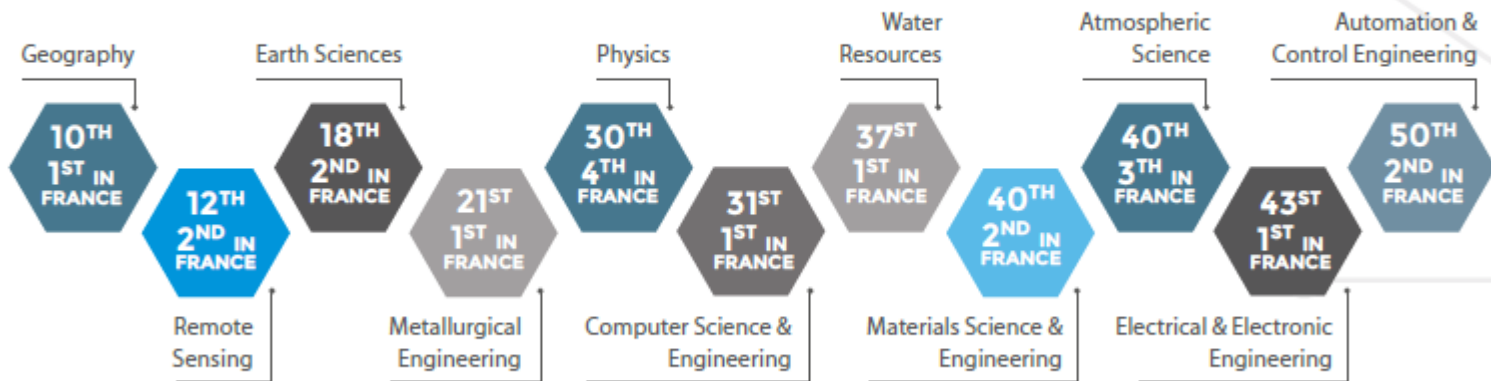 Geography
10TH
1ST IN
FRANCE
12TH
2ND IN
FRANCE
Remote
Sensing
Earth Sciences
18TH
2ND IN
FRANCE
21ST
1ST IN
FRANCE
Metallurgical
Engineering
Physics
30TH
4TH IN
FRANCE
31ST
1ST IN
FRANCE
Computer Science &
Engineering
Water
Resources
37ST
1ST IN
FRANCE
40TH
2ND IN
FRANCE
Materials Science &
Engineering
Atmospheric
Science
40TH
3TH IN
FRANCE
43ST
1ST IN
FRANCE
Electrical & Electronic
Engineering
Automation &
Control Engineering
50TH
2ND IN
FRANCE